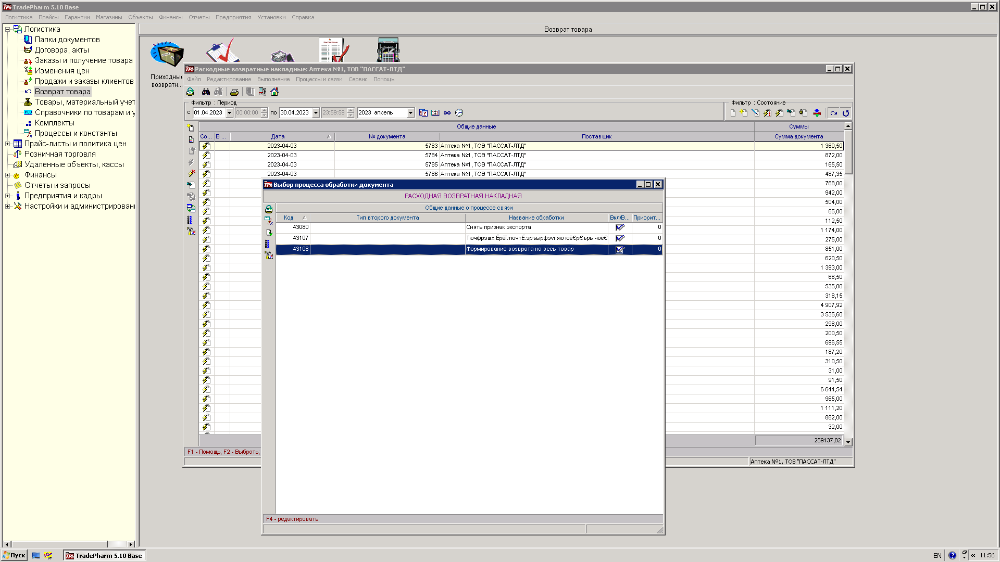 TradePharm 5.10 Base
Логистика Прайсы Гарантии Магазины Объекты Финансы Отчеты Предприятия Установки Справка
Логистика
Папки документов
Договора, акты
Заказы и получение товара
Изменения цен
Продажи и заказы клиентов
Возврат товара
Товары, материальный учет
Справочники по товарам и у
Комплекты
Процессы и константы
Прайс-листы и политика цен
Розничная торговля
Удаленные объекты, кассы
Финансы
Отчеты и запросы
Предприятия и кадры
Настройки и администрирован
Возврат товара
Приходные
возвратн...
Расходные возвратные накладные: Аптека №1, ТОВ "ПАССАТ-ЛТД"
Файл Редактирование Выполнение Процессы и связи Сервис Помощь
Фильтр : Период
с 01.04.2023 00:00:00 по 30.04.2023 23:59:59 2023 апрель
Фильтр : Состояние
Общие данные Суммы
Со... В ... Дата № документа Поставщик Сумма документа
2023-04-03 5783 Аптека №1, ТОВ "ПАССАТ-ЛТД" 1 360,50
2023-04-03 5784 Аптека №1, ТОВ "ПАССАТ-ЛТД" 872,00
2023-04-03 5785 Аптека №1, ТОВ "ПАССАТ-ЛТД" 165,50
2023-04-03 5786 Аптека №1, ТОВ "ПАССАТ-ЛТД" 487,35
768,00
942,00
504,00
65,00
112,50
1 174,00
275,00
851,00
620,50
1 393,00
66,50
535,00
318,15
4 907,92
3 535,60
298,00
200,50
696,55
187,20
310,50
31,00
91,50
6 644,54
965,00
1 111,20
882,00
32,00
259137,82
F1 - Помощь; F2 - Выбрать;
Аптека №1, ТОВ "ПАССАТ-ЛТД"
Выбор процесса обработки документа
РАСХОДНАЯ ВОЗВРАТНАЯ НАКЛАДНАЯ
Общие данные о процессе связи
Код Тип второго документа Название обработки Вкл/В... Приорит...
43080 Снять признак экспорта 0
43107 Тючфрэшх Ёрёї.тючтЁ.эръырфэvї яю юёЄрЄърь -юёЄ 0
43108 Формирование возврата на весь товар 0
F4 - редактировать
Пуск TradePharm 5.10 Base EN 11:56